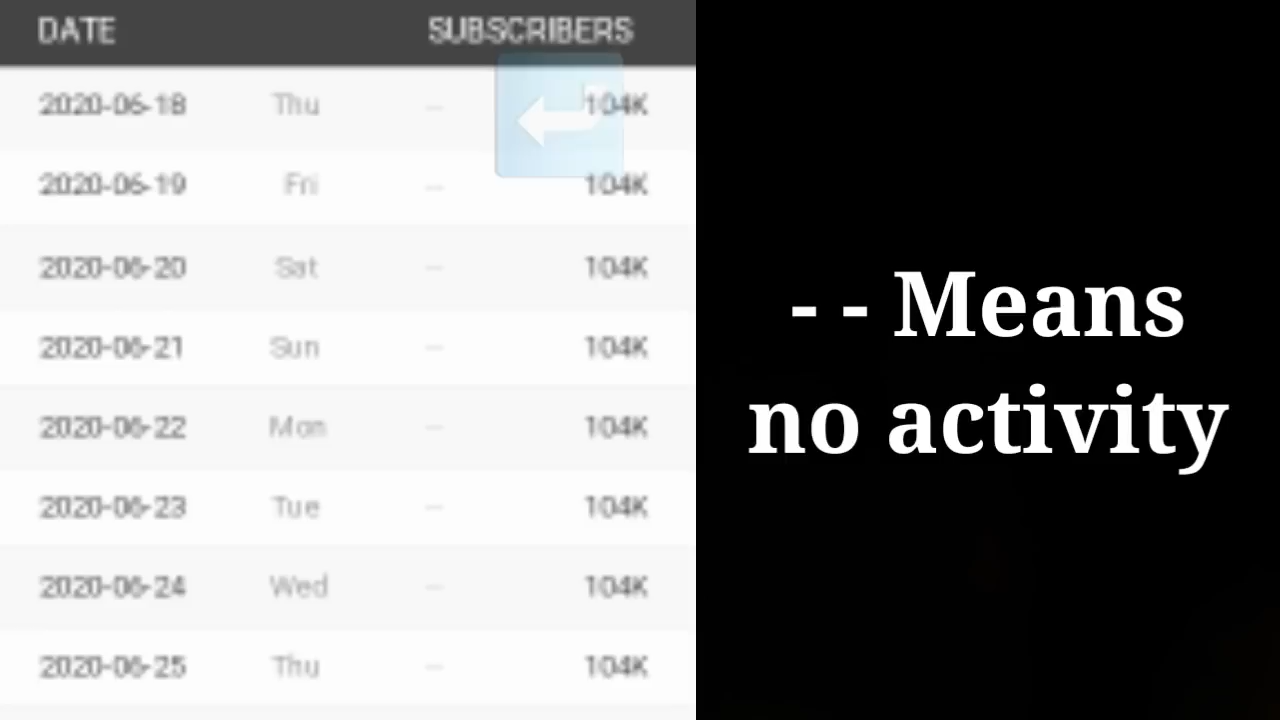 DATE SUBSCRIBERS
2020-06-18 Thu -- 104K
2020-06-19 Fri -- 104K
2020-06-20 Sat -- 104K
2020-06-21 Sun -- 104K
2020-06-22 Mon -- 104K
2020-06-23 Tue -- 104K
2020-06-24 Wed -- 104K
2020-06-25 Thu -- 104K
- - Means
no activity